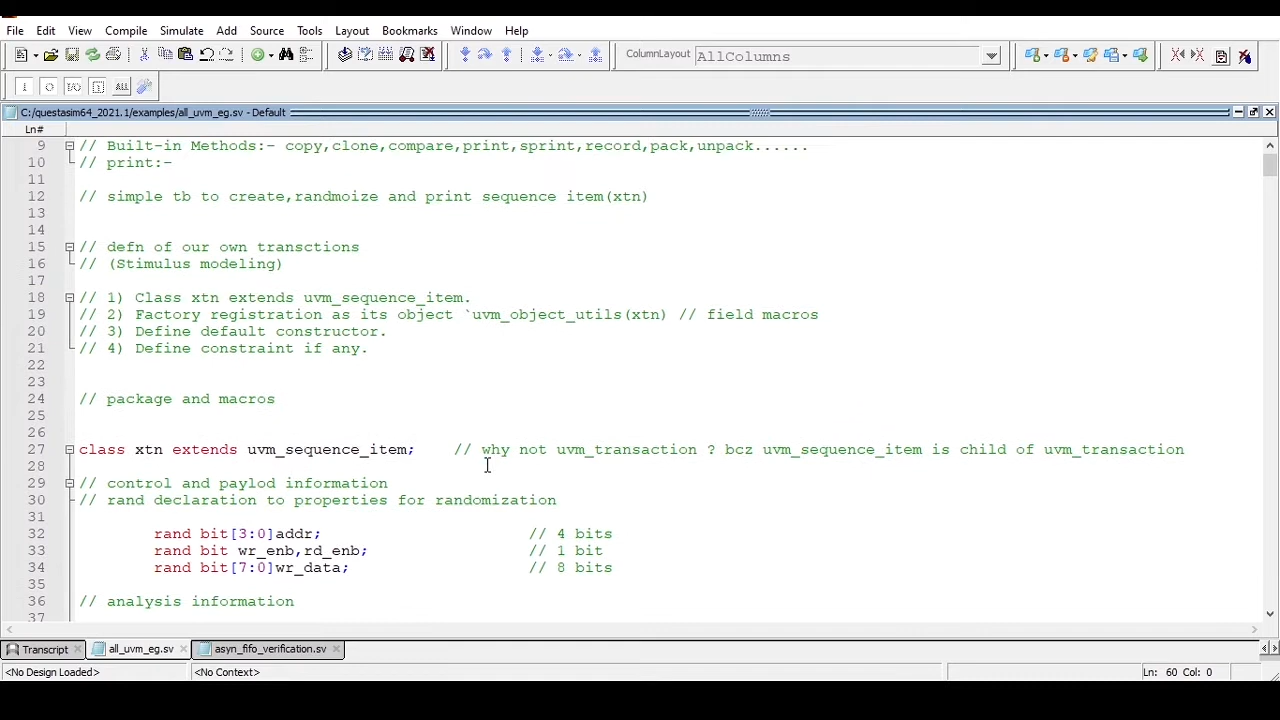 File Edit View Compile Simulate Add Source Tools Layout Bookmarks Window Help
ColumnLayout AllColumns
ALL
C:/questasim64_2021.1/examples/all_uvm_eg.sv - Default
Ln#
9 // Built-in Methods:- copy,clone,compare,print,sprint,record,pack,unpack......
10 // print:-
11
12 // simple tb to create,randmoize and print sequence item(xtn)
13
14
15 // defn of our own transctions
16 // (Stimulus modeling)
17
18 // 1) Class xtn extends uvm_sequence_item.
19 // 2) Factory registration as its object `uvm_object_utils(xtn) // field macros
20 // 3) Define default constructor.
21 // 4) Define constraint if any.
22
23
24 // package and macros
25
26
27 class xtn extends uvm_sequence_item; // why not uvm_transaction ? bcz uvm_sequence_item is child of uvm_transaction
28
29 // control and paylod information
30 // rand declaration to properties for randomization
31
32 rand bit[3:0]addr; // 4 bits
33 rand bit wr_enb,rd_enb; // 1 bit
34 rand bit[7:0]wr_data; // 8 bits
35
36 // analysis information
37
Transcript all_uvm_eg.sv asyn_fifo_verification.sv
<No Design Loaded> <No Context> Ln: 60 Col: 0